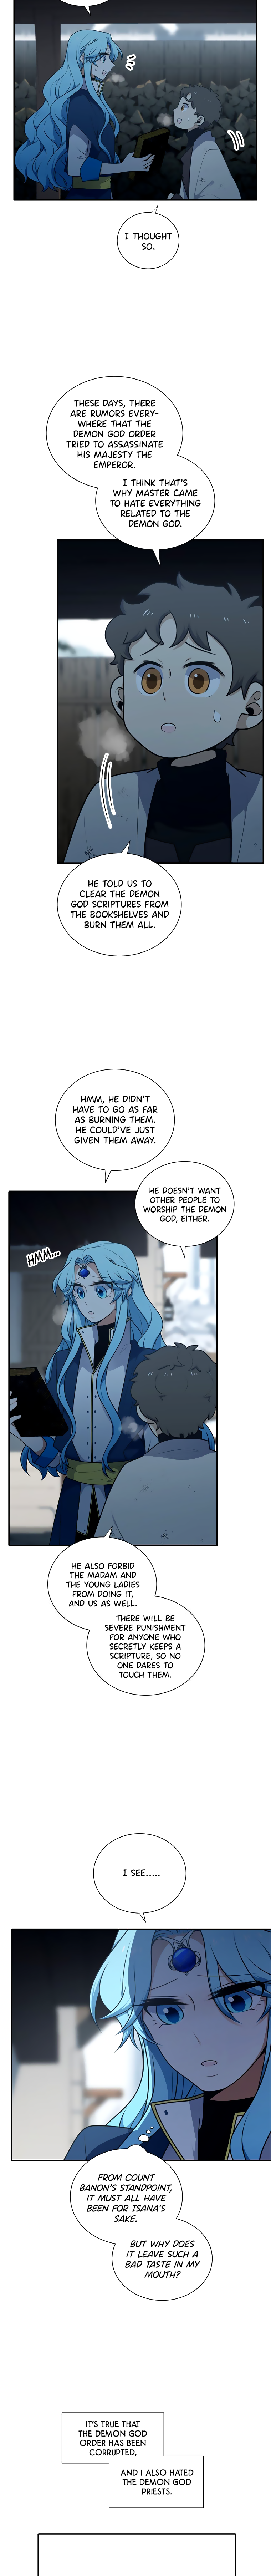 I THOUGHT
SO.
THESE DAYS, THERE
ARE RUMORS EVERY-
WHERE THAT THE
DEMON GOD ORDER
TRIED TO ASSASSINATE
HIS MAJESTY THE
EMPEROR.
I THINK THAT'S
WHY MASTER CAME
TO HATE EVERYTHING
RELATED TO THE
DEMON GOD.
HE TOLD US TO
CLEAR THE DEMON
GOD SCRIPTURES FROM
THE BOOKSHELVES AND
BURN THEM ALL.
HMM, HE DIDN'T
HAVE TO GO AS FAR
AS BURNING THEM.
HE COULD'VE JUST
GIVEN THEM AWAY.
HE DOESN'T WANT
OTHER PEOPLE TO
WORSHIP THE DEMON
GOD, EITHER.
HMM...
HE ALSO FORBID
THE MADAM AND
THE YOUNG LADIES
FROM DOING IT,
AND US AS WELL.
THERE WILL BE
SEVERE PUNISHMENT
FOR ANYONE WHO
SECRETLY KEEPS A
SCRIPTURE, SO NO
ONE DARES TO
TOUCH THEM.
I SEE.....
FROM COUNT
BANON'S STANDPOINT,
IT MUST ALL HAVE
BEEN FOR ISANA'S
SAKE.
BUT WHY DOES
IT LEAVE SUCH A
BAD TASTE IN MY
MOUTH?
IT'S TRUE THAT
THE DEMON GOD
ORDER HAS BEEN
CORRUPTED.
AND I ALSO HATED
THE DEMON GOD
PRIESTS.